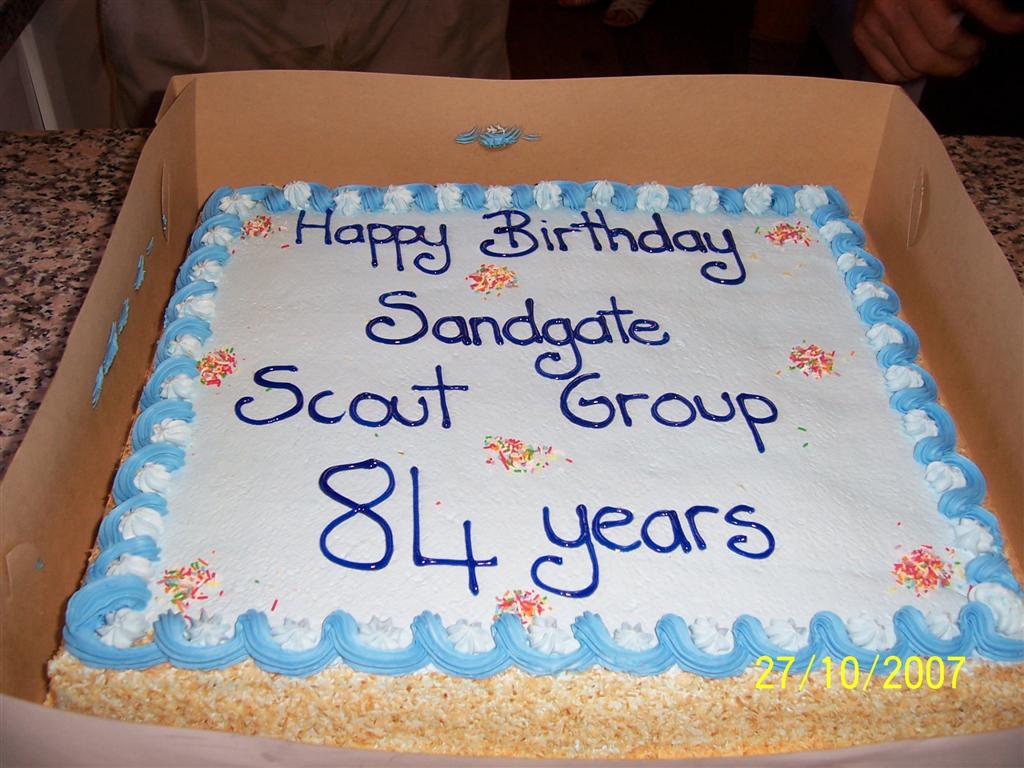 Happy Birthday
Sandgate
Scout Group
84 years
27/10/2007